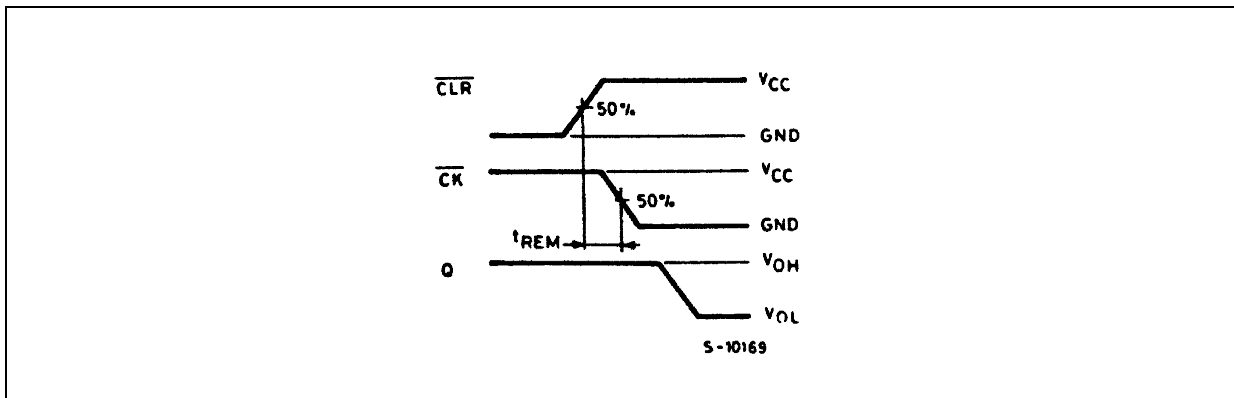 CLR
VCC
50%
GND
CK
VCC
50%
GND
tREM
Q
VOH
VOL
S-10169